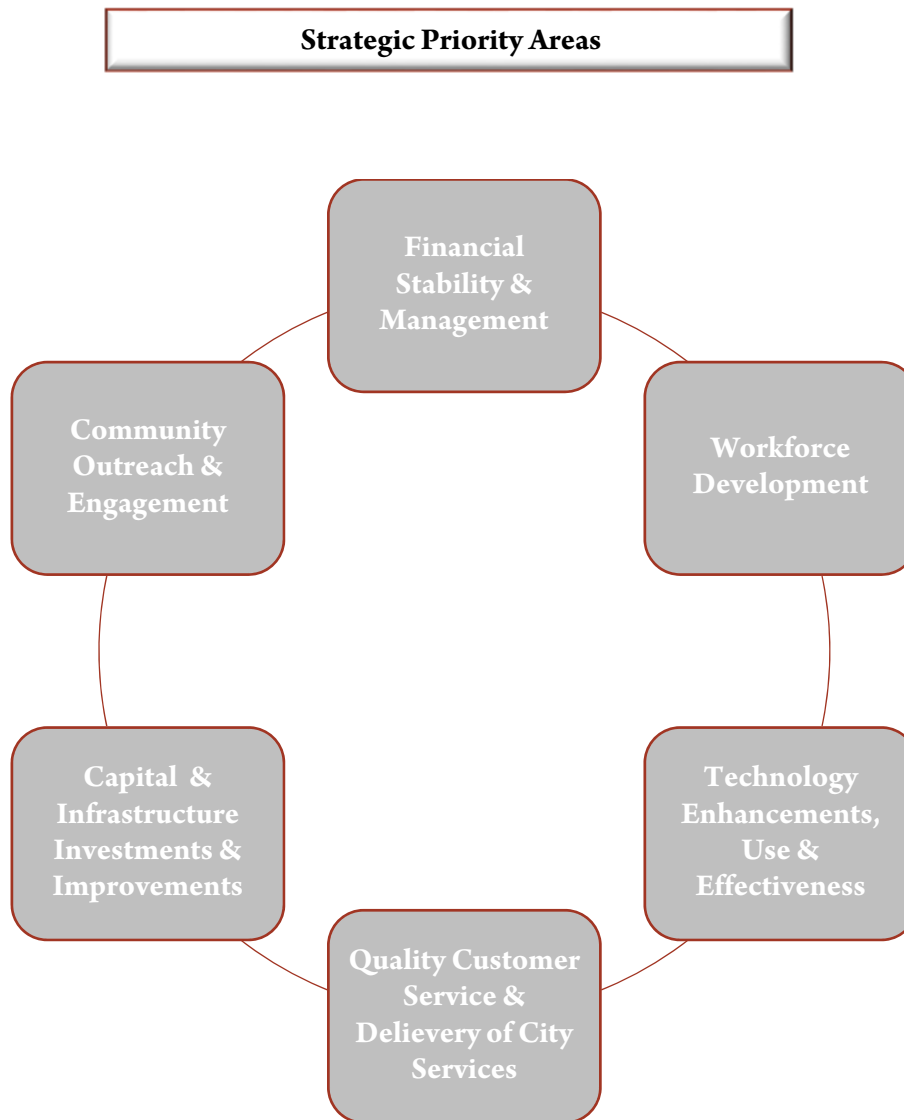 Strategic Priority Areas
Financial
Stability &
Management
Community
Outreach &
Engagement
Workforce
Development
Capital &
Infrastructure
Investments &
Improvements
Technology
Enhancements,
Use &
Effectiveness
Quality Customer
Service &
Delievery of City
Services